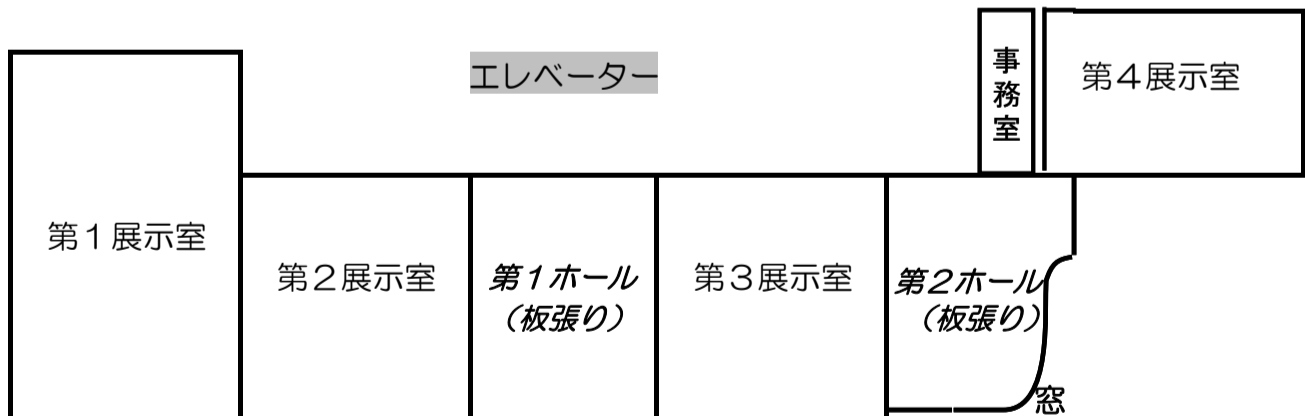 エレベーター
事務室
第４展示室
第１展示室
第２展示室
第１ホール
（板張り）
第３展示室
第２ホール
（板張り）
窓